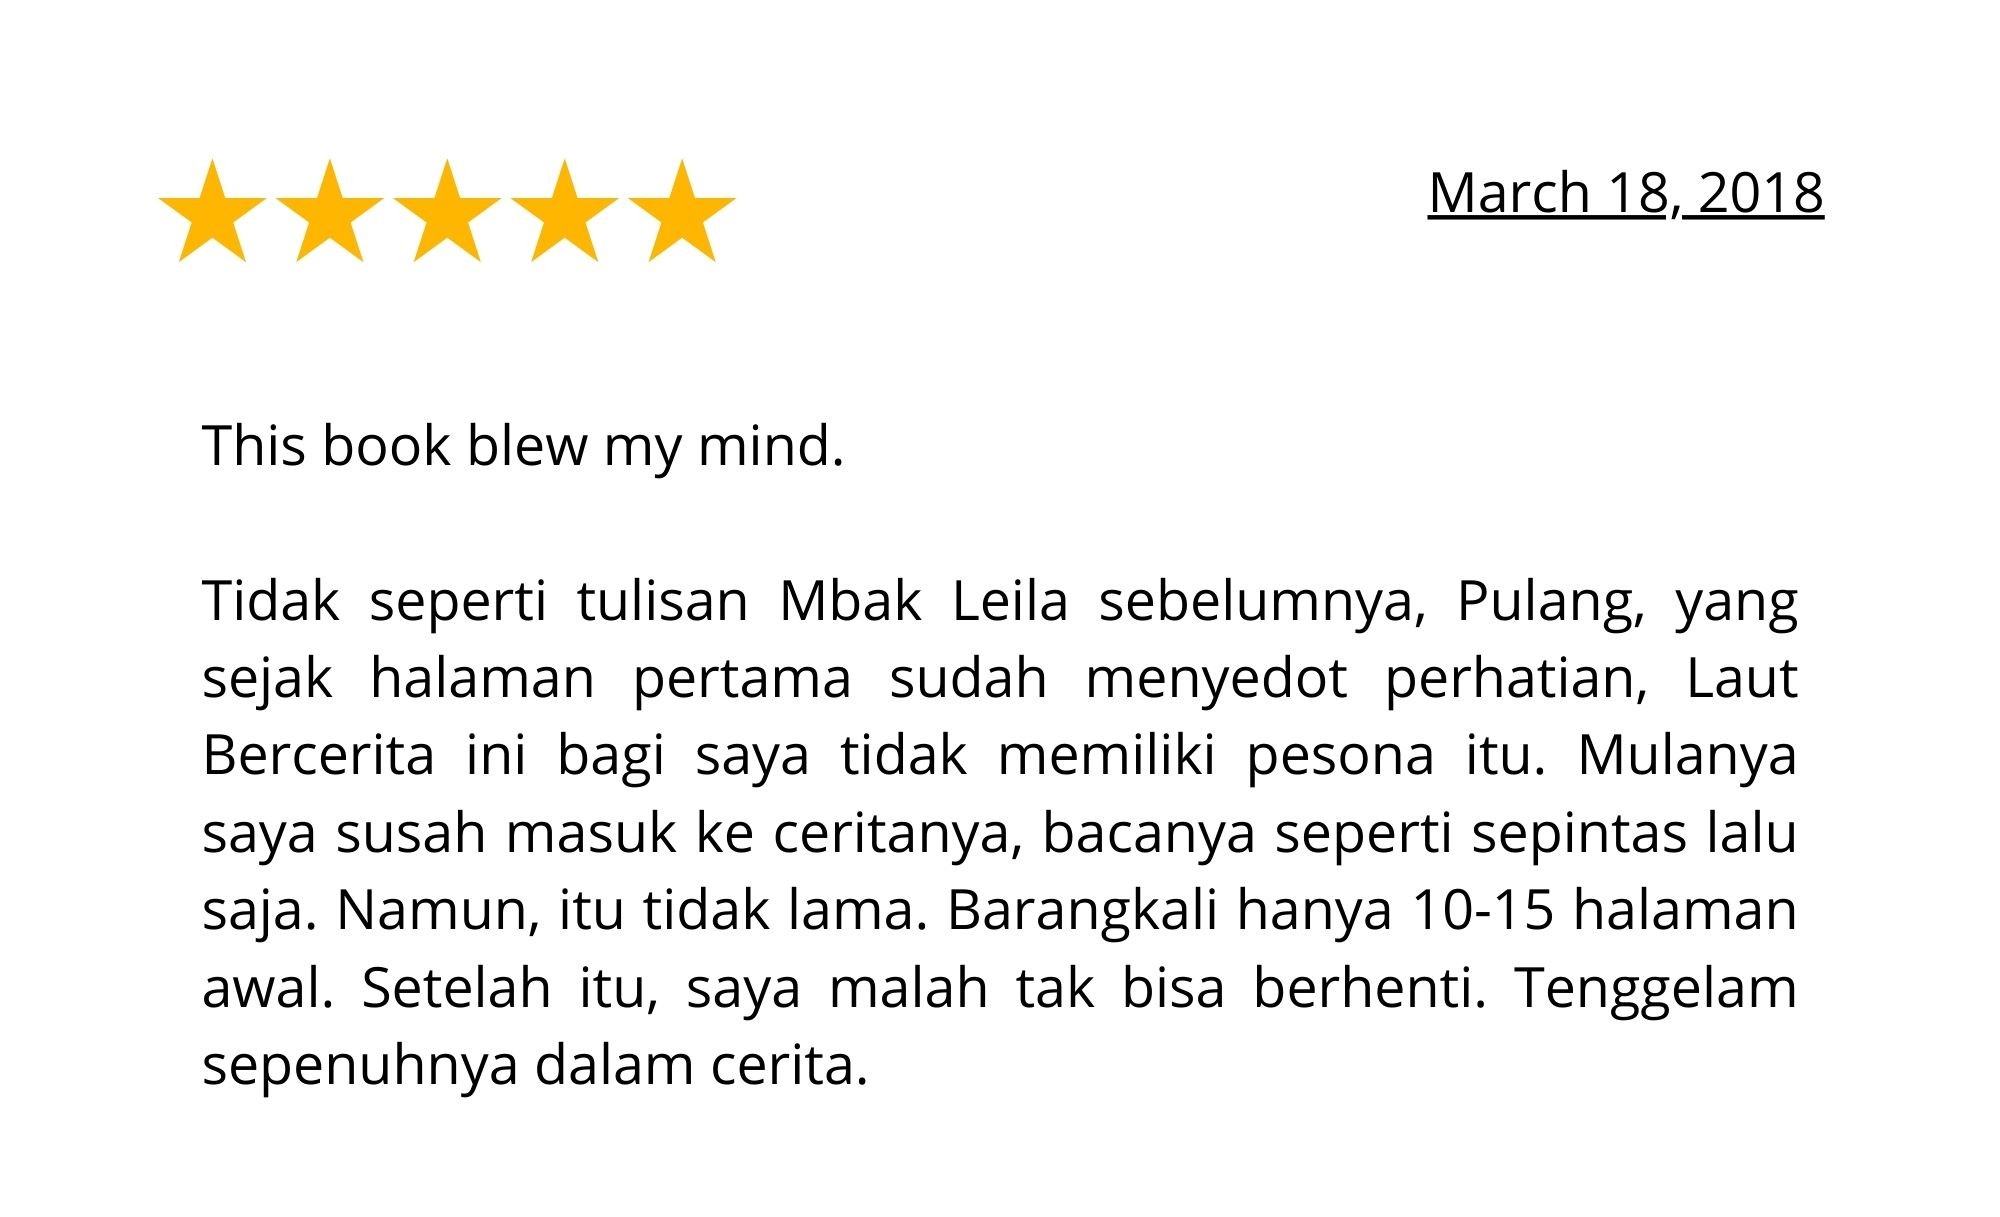 March 18, 2018
This book blew my mind.
Tidak seperti tulisan Mbak Leila sebelumnya, Pulang, yang
sejak halaman pertama sudah menyedot perhatian, Laut
Bercerita ini bagi saya tidak memiliki pesona itu. Mulanya
saya susah masuk ke ceritanya, bacanya seperti sepintas lalu
saja. Namun, itu tidak lama. Barangkali hanya 10-15 halaman
awal. Setelah itu, saya malah tak bisa berhenti. Tenggelam
sepenuhnya dalam cerita.